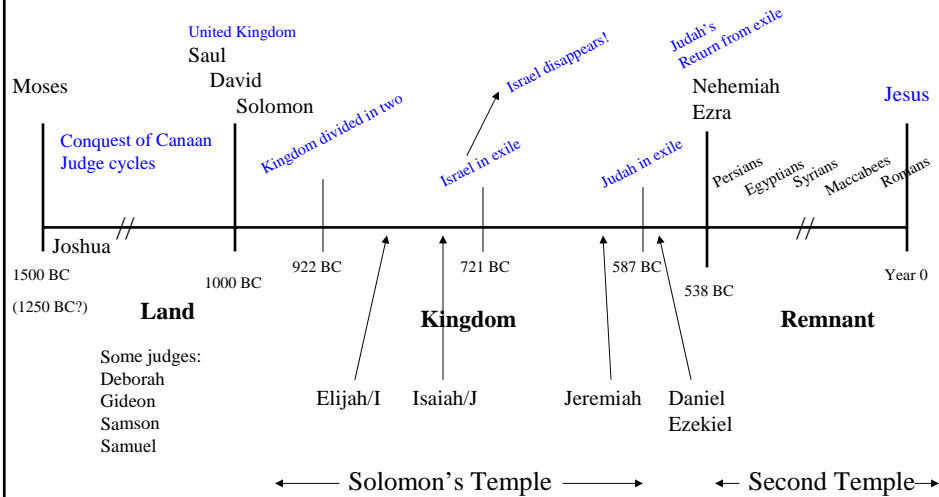 United Kingdom
Saul
David
Solomon
Moses
Conquest of Canaan
Judge cycles
Kingdom divided in two
Israel disappears!
Israel in exile
Judah in exile
Judah's
Return from exile
Nehemiah
Ezra
Jesus
Persians
Egyptians
Syrians
Maccabees
Romans
Joshua
1500 BC
(1250 BC?)
1000 BC
922 BC
721 BC
587 BC
538 BC
Year 0
Land
Kingdom
Remnant
Some judges:
Deborah
Gideon
Samson
Samuel
Elijah/I
Isaiah/J
Jeremiah
Daniel
Ezekiel
Solomon's Temple
Second Temple